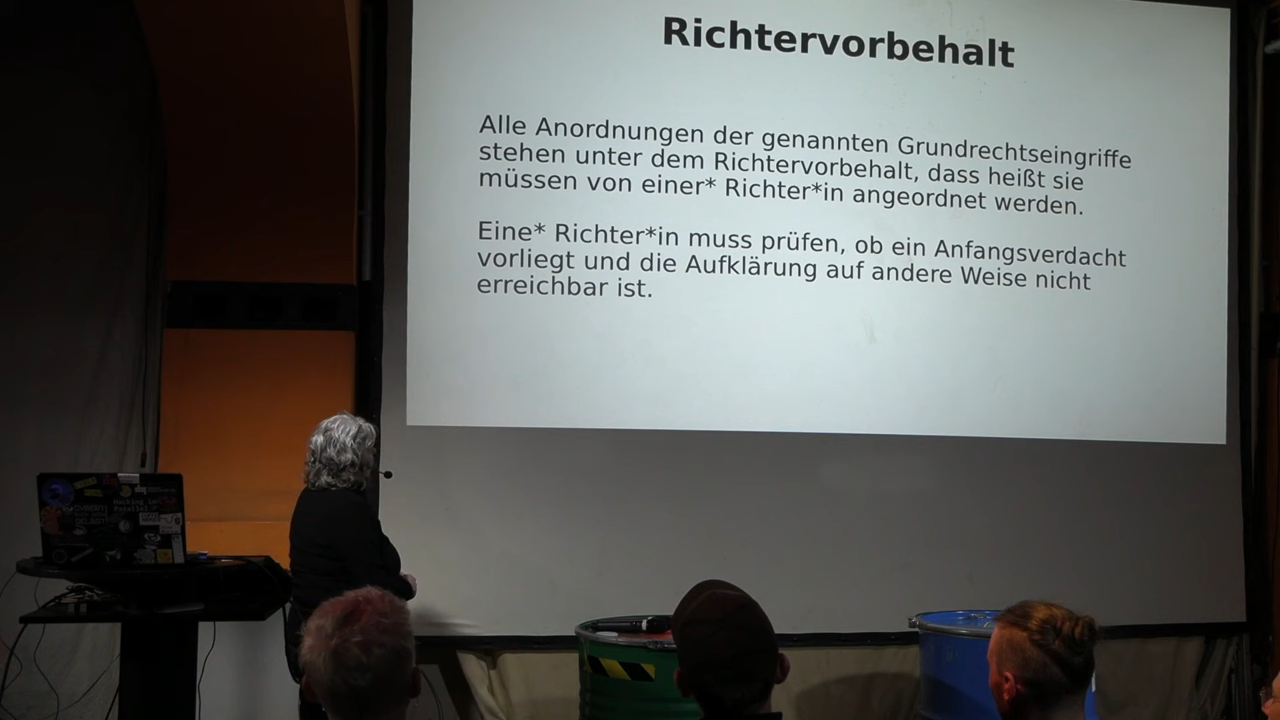 Richtervorbehalt
Alle Anordnungen der genannten Grundrechtseingriffe
stehen unter dem Richtervorbehalt, dass heißt sie
müssen von einer* Richter*in angeordnet werden.
Eine* Richter*in muss prüfen, ob ein Anfangsverdacht
vorliegt und die Aufklärung auf andere Weise nicht
erreichbar ist.